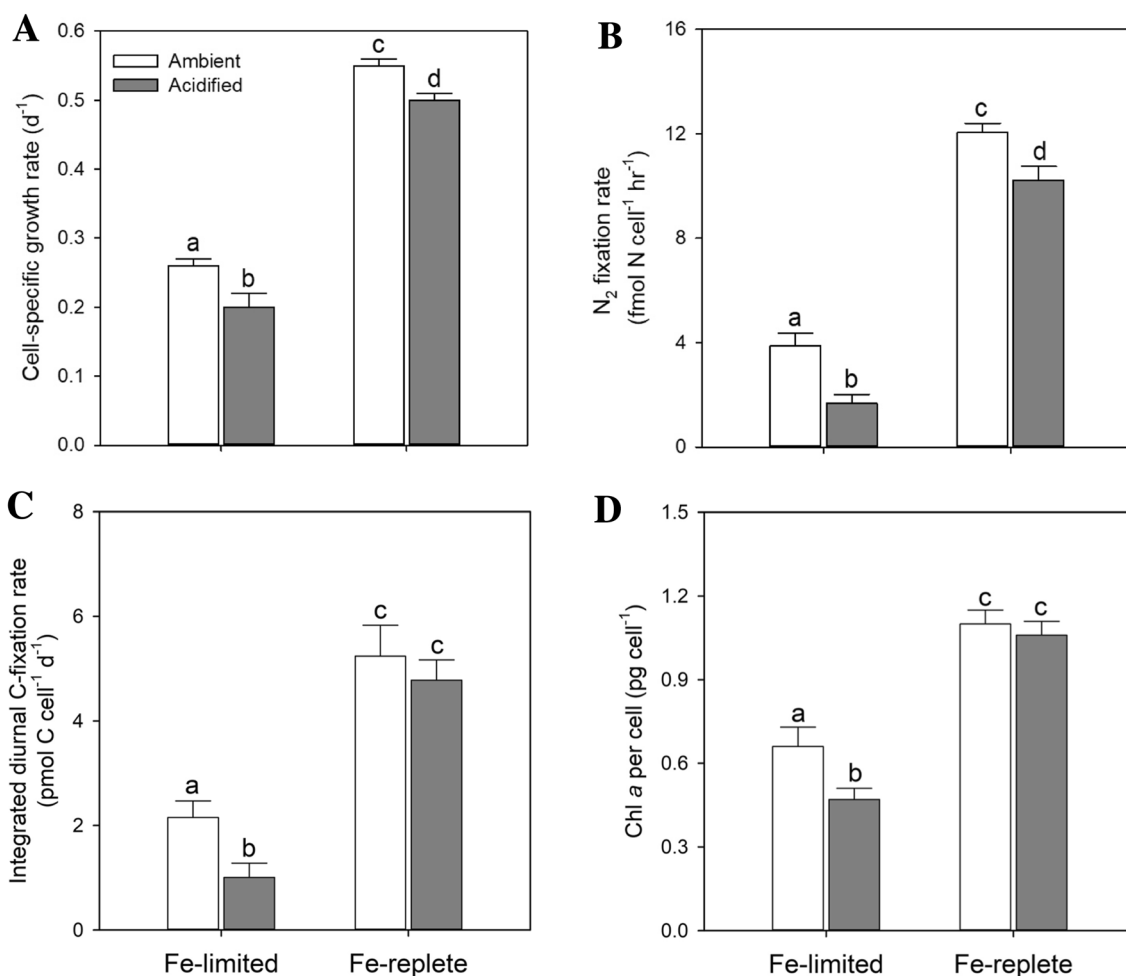 A
Cell-specific growth rate (d⁻¹)
0.6
0.5
0.4
0.3
0.2
0.1
0.0
Ambient
Acidified
a
b
c
d
B
N₂ fixation rate
(fmol N cell⁻¹ hr⁻¹)
16
12
8
4
0
a
b
c
d
C
Integrated diurnal C-fixation rate
(pmol C cell⁻¹ d⁻¹)
8
6
4
2
0
a
b
c
c
Fe-limited
Fe-replete
D
Chl a per cell (pg cell⁻¹)
1.5
1.2
0.9
0.6
0.3
0.0
a
b
c
c
Fe-limited
Fe-replete